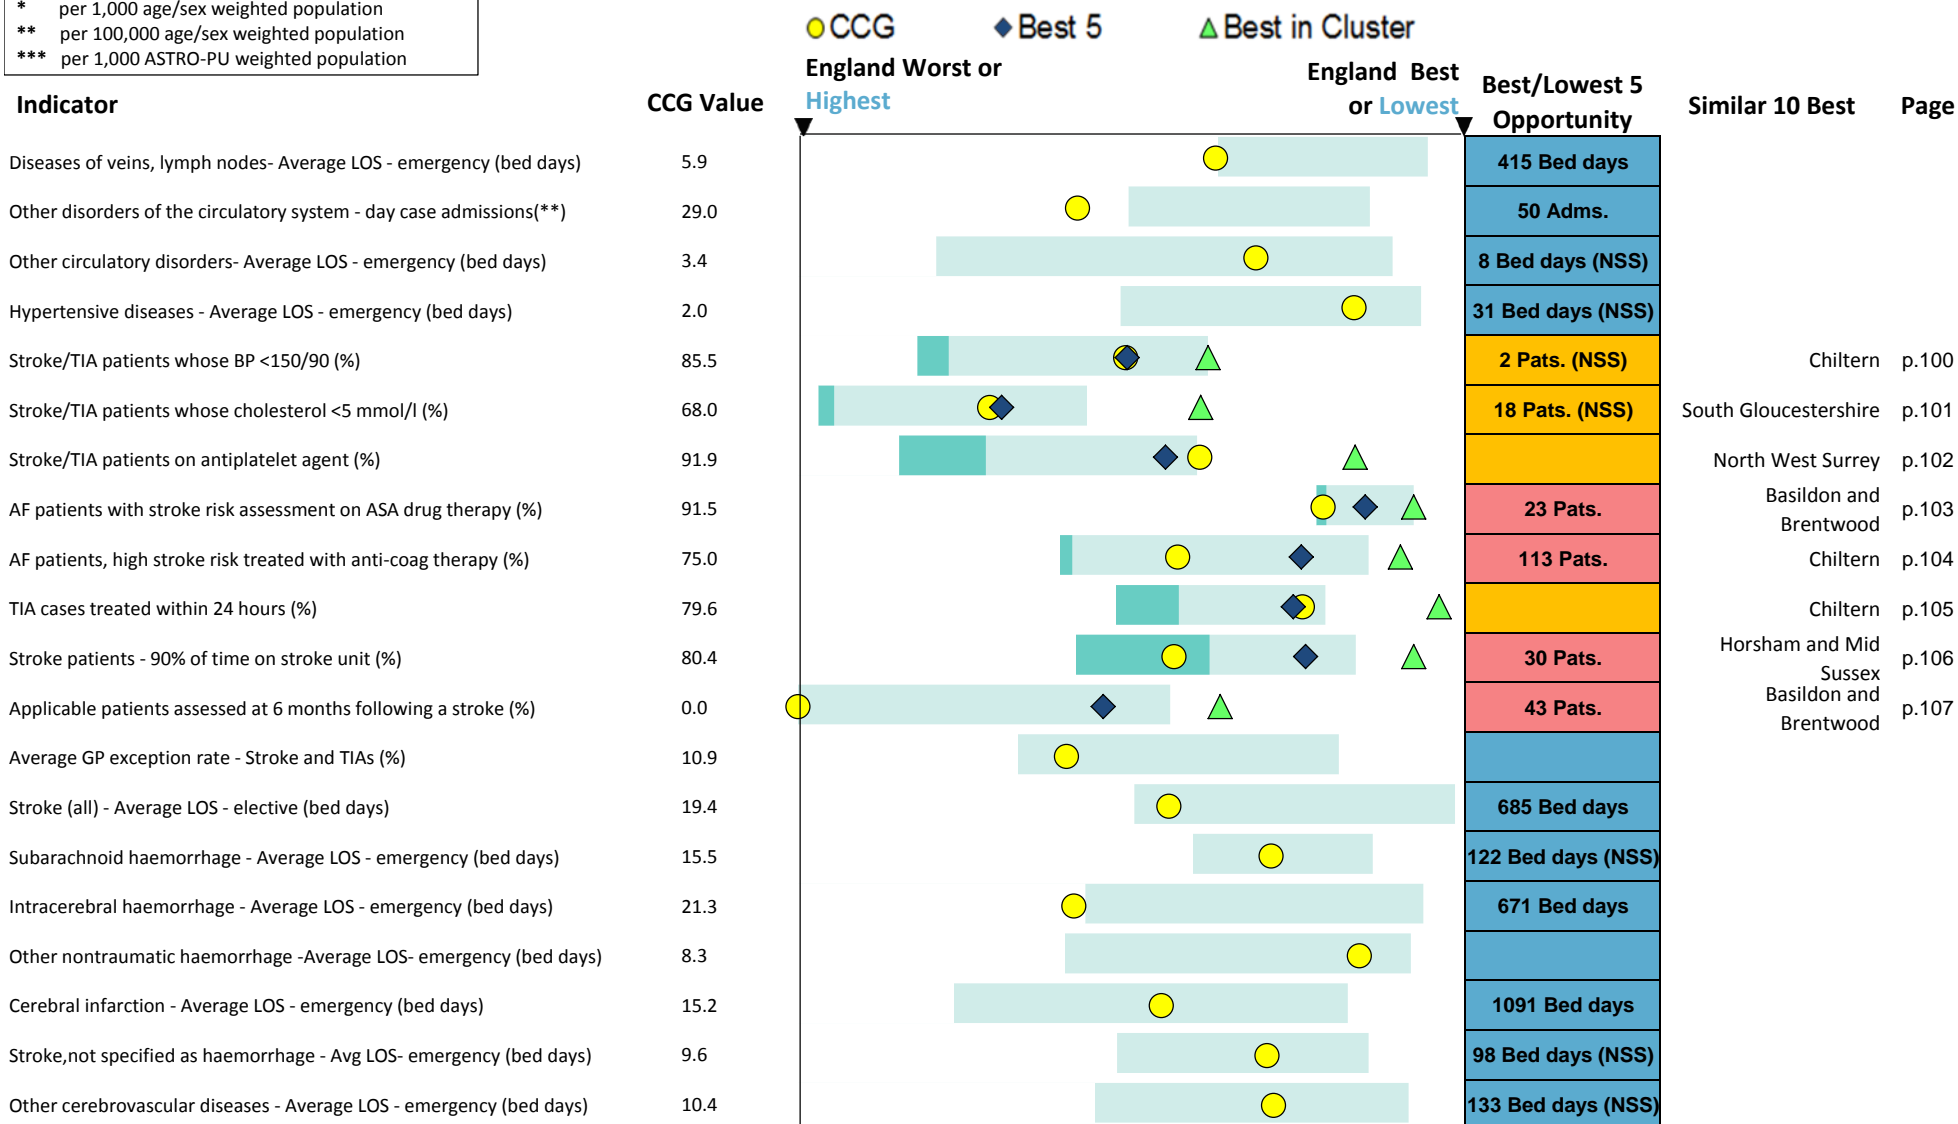 * per 1,000 age/sex weighted population
** per 100,000 age/sex weighted population
*** per 1,000 ASTRO-PU weighted population
CCG Best 5 Best in Cluster
England Worst or
Highest
England Best
or Lowest
Indicator CCG Value Best/Lowest 5
Opportunity Similar 10 Best Page
Diseases of veins, lymph nodes- Average LOS - emergency (bed days) 5.9 415 Bed days
Other disorders of the circulatory system - day case admissions(**) 29.0 50 Adms.
Other circulatory disorders- Average LOS - emergency (bed days) 3.4 8 Bed days (NSS)
Hypertensive diseases - Average LOS - emergency (bed days) 2.0 31 Bed days (NSS)
Stroke/TIA patients whose BP <150/90 (%) 85.5 2 Pats. (NSS) Chiltern p.100
Stroke/TIA patients whose cholesterol <5 mmol/l (%) 68.0 18 Pats. (NSS) South Gloucestershire p.101
Stroke/TIA patients on antiplatelet agent (%) 91.9 North West Surrey p.102
AF patients with stroke risk assessment on ASA drug therapy (%) 91.5 23 Pats. Basildon and
Brentwood p.103
AF patients, high stroke risk treated with anti-coag therapy (%) 75.0 113 Pats. Chiltern p.104
TIA cases treated within 24 hours (%) 79.6 Chiltern p.105
Stroke patients - 90% of time on stroke unit (%) 80.4 30 Pats. Horsham and Mid
Sussex p.106
Applicable patients assessed at 6 months following a stroke (%) 0.0 43 Pats. Basildon and
Brentwood p.107
Average GP exception rate - Stroke and TIAs (%) 10.9
Stroke (all) - Average LOS - elective (bed days) 19.4 685 Bed days
Subarachnoid haemorrhage - Average LOS - emergency (bed days) 15.5 122 Bed days (NSS)
Intracerebral haemorrhage - Average LOS - emergency (bed days) 21.3 671 Bed days
Other nontraumatic haemorrhage -Average LOS- emergency (bed days) 8.3
Cerebral infarction - Average LOS - emergency (bed days) 15.2 1091 Bed days
Stroke,not specified as haemorrhage - Avg LOS- emergency (bed days) 9.6 98 Bed days (NSS)
Other cerebrovascular diseases - Average LOS - emergency (bed days) 10.4 133 Bed days (NSS)